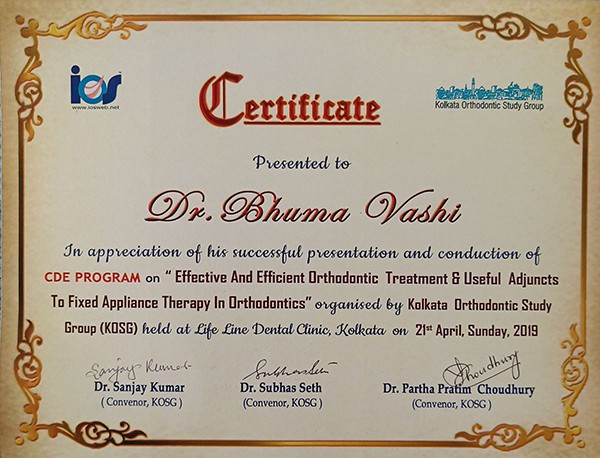 ios™
www.iosweb.net
Certificate
Kolkata Orthodontic Study Group
Presented to
Dr. Bhuma Vashi
In appreciation of his successful presentation and conduction of
CDE PROGRAM on “ Effective And Efficient Orthodontic Treatment & Useful Adjuncts
To Fixed Appliance Therapy In Orthodontics” organised by Kolkata Orthodontic Study
Group (KOSG) held at Life Line Dental Clinic, Kolkata on 21st April, Sunday, 2019
Sanjay Kumar
Subhas Seth
Choudhury
Dr. Sanjay Kumar
Dr. Subhas Seth
Dr. Partha Pratim Choudhury
( Convenor, KOSG )
(Convenor, KOSG )
(Convenor, KOSG )